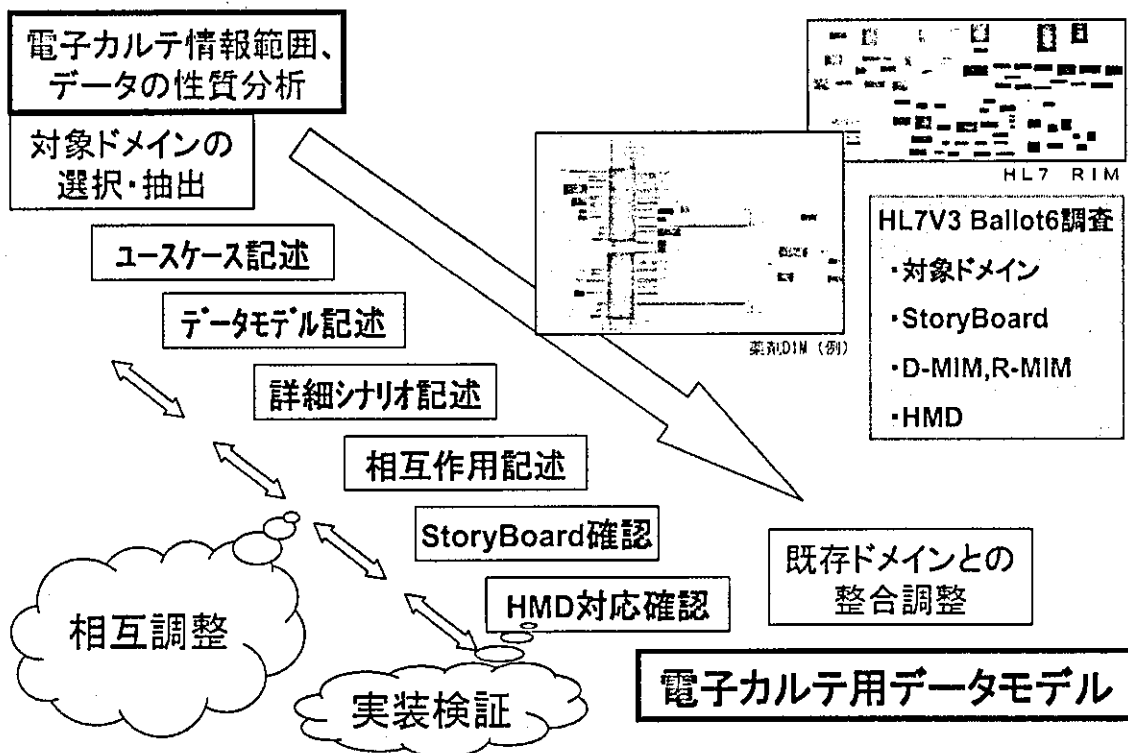 電子カルテ情報範囲、
データの性質分析
対象ドメインの
選択・抽出
ユースケース記述
データモデル記述
詳細シナリオ記述
相互作用記述
StoryBoard確認
HMD対応確認
相互調整
実装検証
HL7 RIM
薬剤DIM (例)
HL7V3 Ballot6調査
・対象ドメイン
・StoryBoard
・D-MIM,R-MIM
・HMD
既存ドメインとの
整合調整
電子カルテ用データモデル